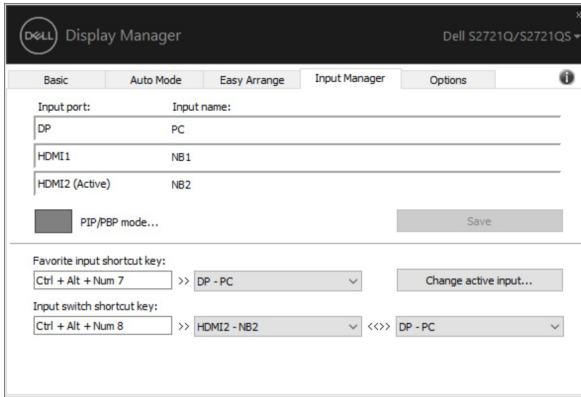 DELL Display Manager Dell S2721Q/S2721QS
Basic Auto Mode Easy Arrange Input Manager Options
Input port: Input name:
DP PC
HDMI1 NB1
HDMI2 (Active) NB2
PIP/PBP mode... Save
Favorite input shortcut key:
Ctrl + Alt + Num 7 >> DP - PC Change active input...
Input switch shortcut key:
Ctrl + Alt + Num 8 >> HDMI2 - NB2 <<>> DP - PC